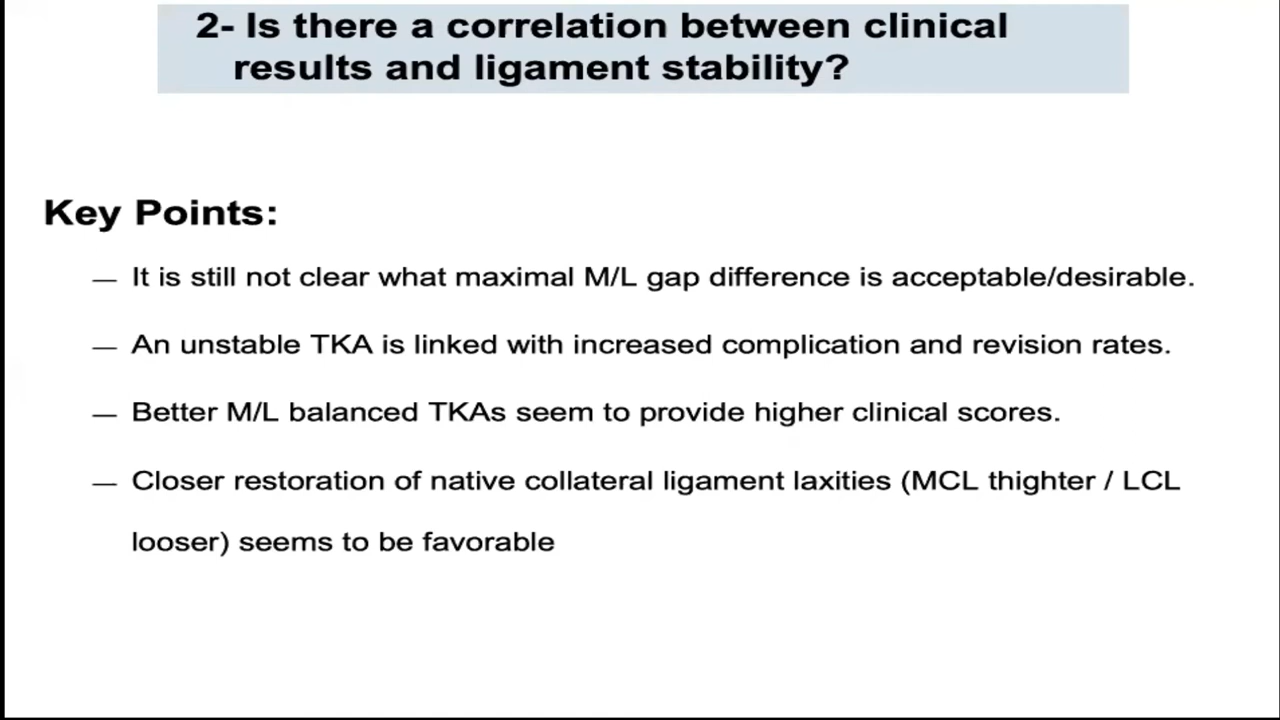 2- Is there a correlation between clinical
results and ligament stability?
Key Points:
— It is still not clear what maximal M/L gap difference is acceptable/desirable.
— An unstable TKA is linked with increased complication and revision rates.
— Better M/L balanced TKAs seem to provide higher clinical scores.
— Closer restoration of native collateral ligament laxities (MCL thighter / LCL
looser) seems to be favorable